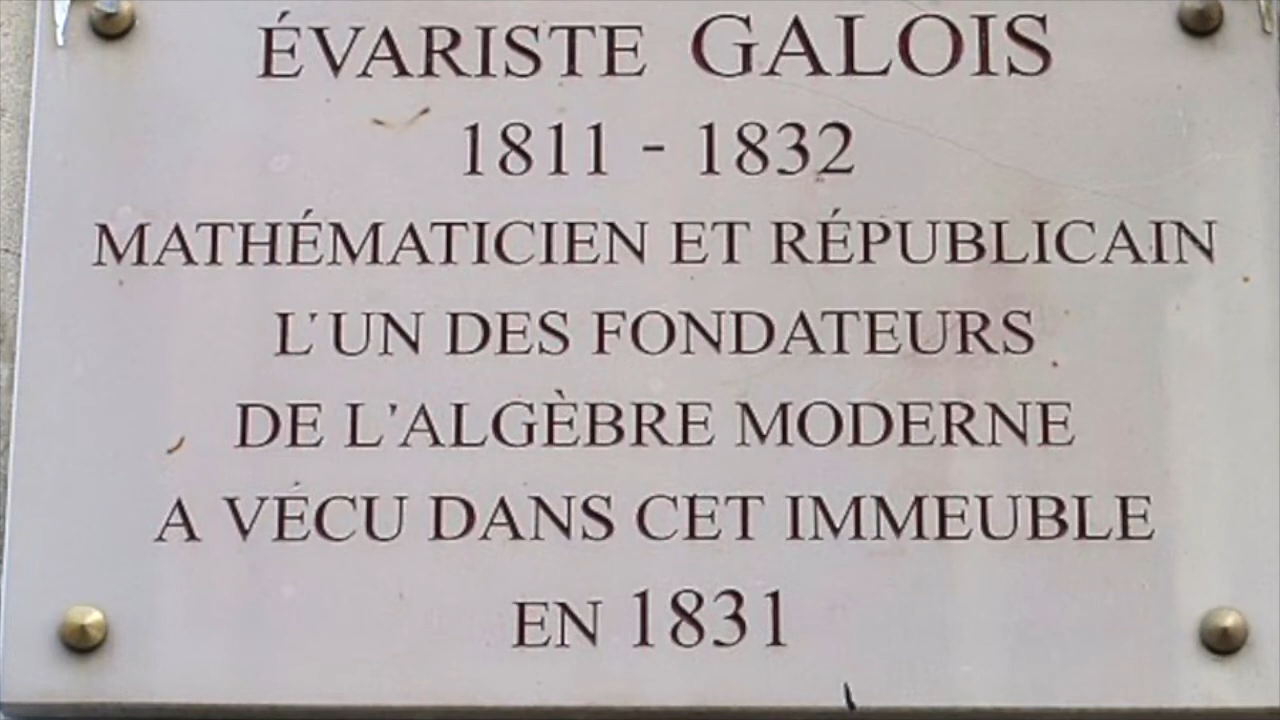 ÉVARISTE GALOIS
1811 - 1832
MATHÉMATICIEN ET RÉPUBLICAIN
L'UN DES FONDATEURS
DE L'ALGÈBRE MODERNE
A VÉCU DANS CET IMMEUBLE
EN 1831